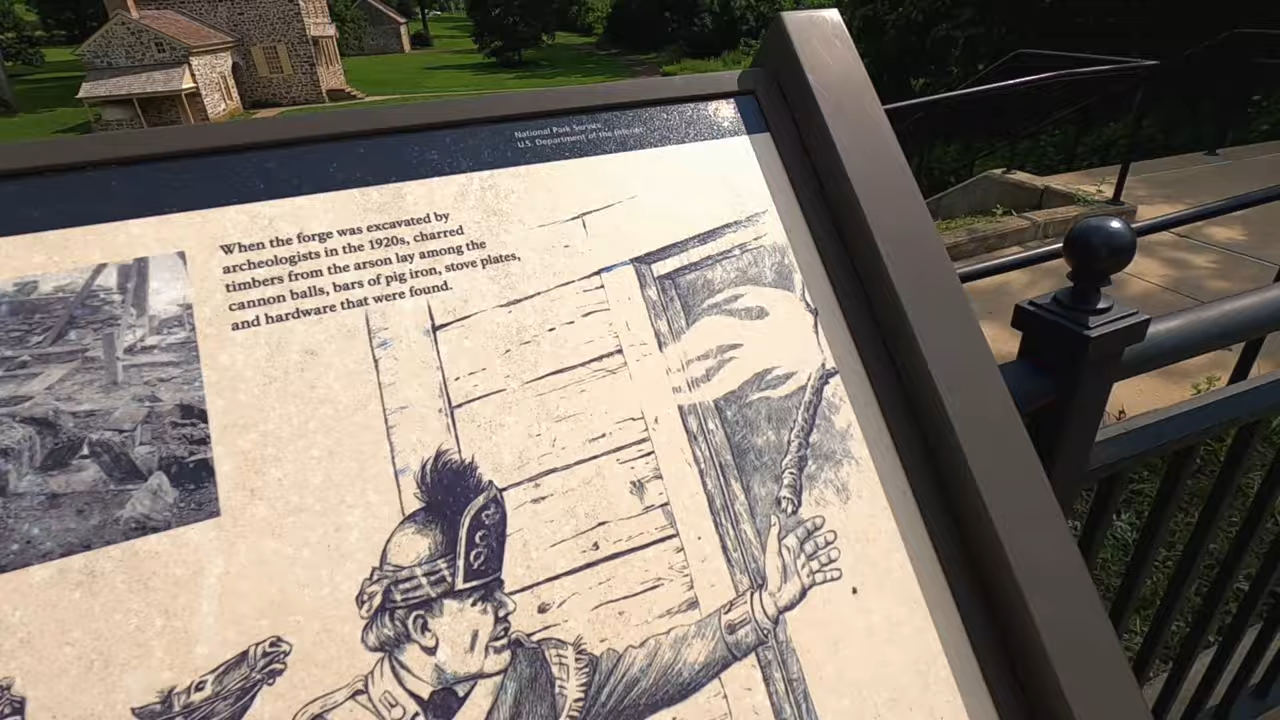 National Park Service
U.S. Department of the Interior
When the forge was excavated by
archeologists in the 1920s, charred
timbers from the arson lay among the
cannon balls, bars of pig iron, stove plates,
and hardware that were found.